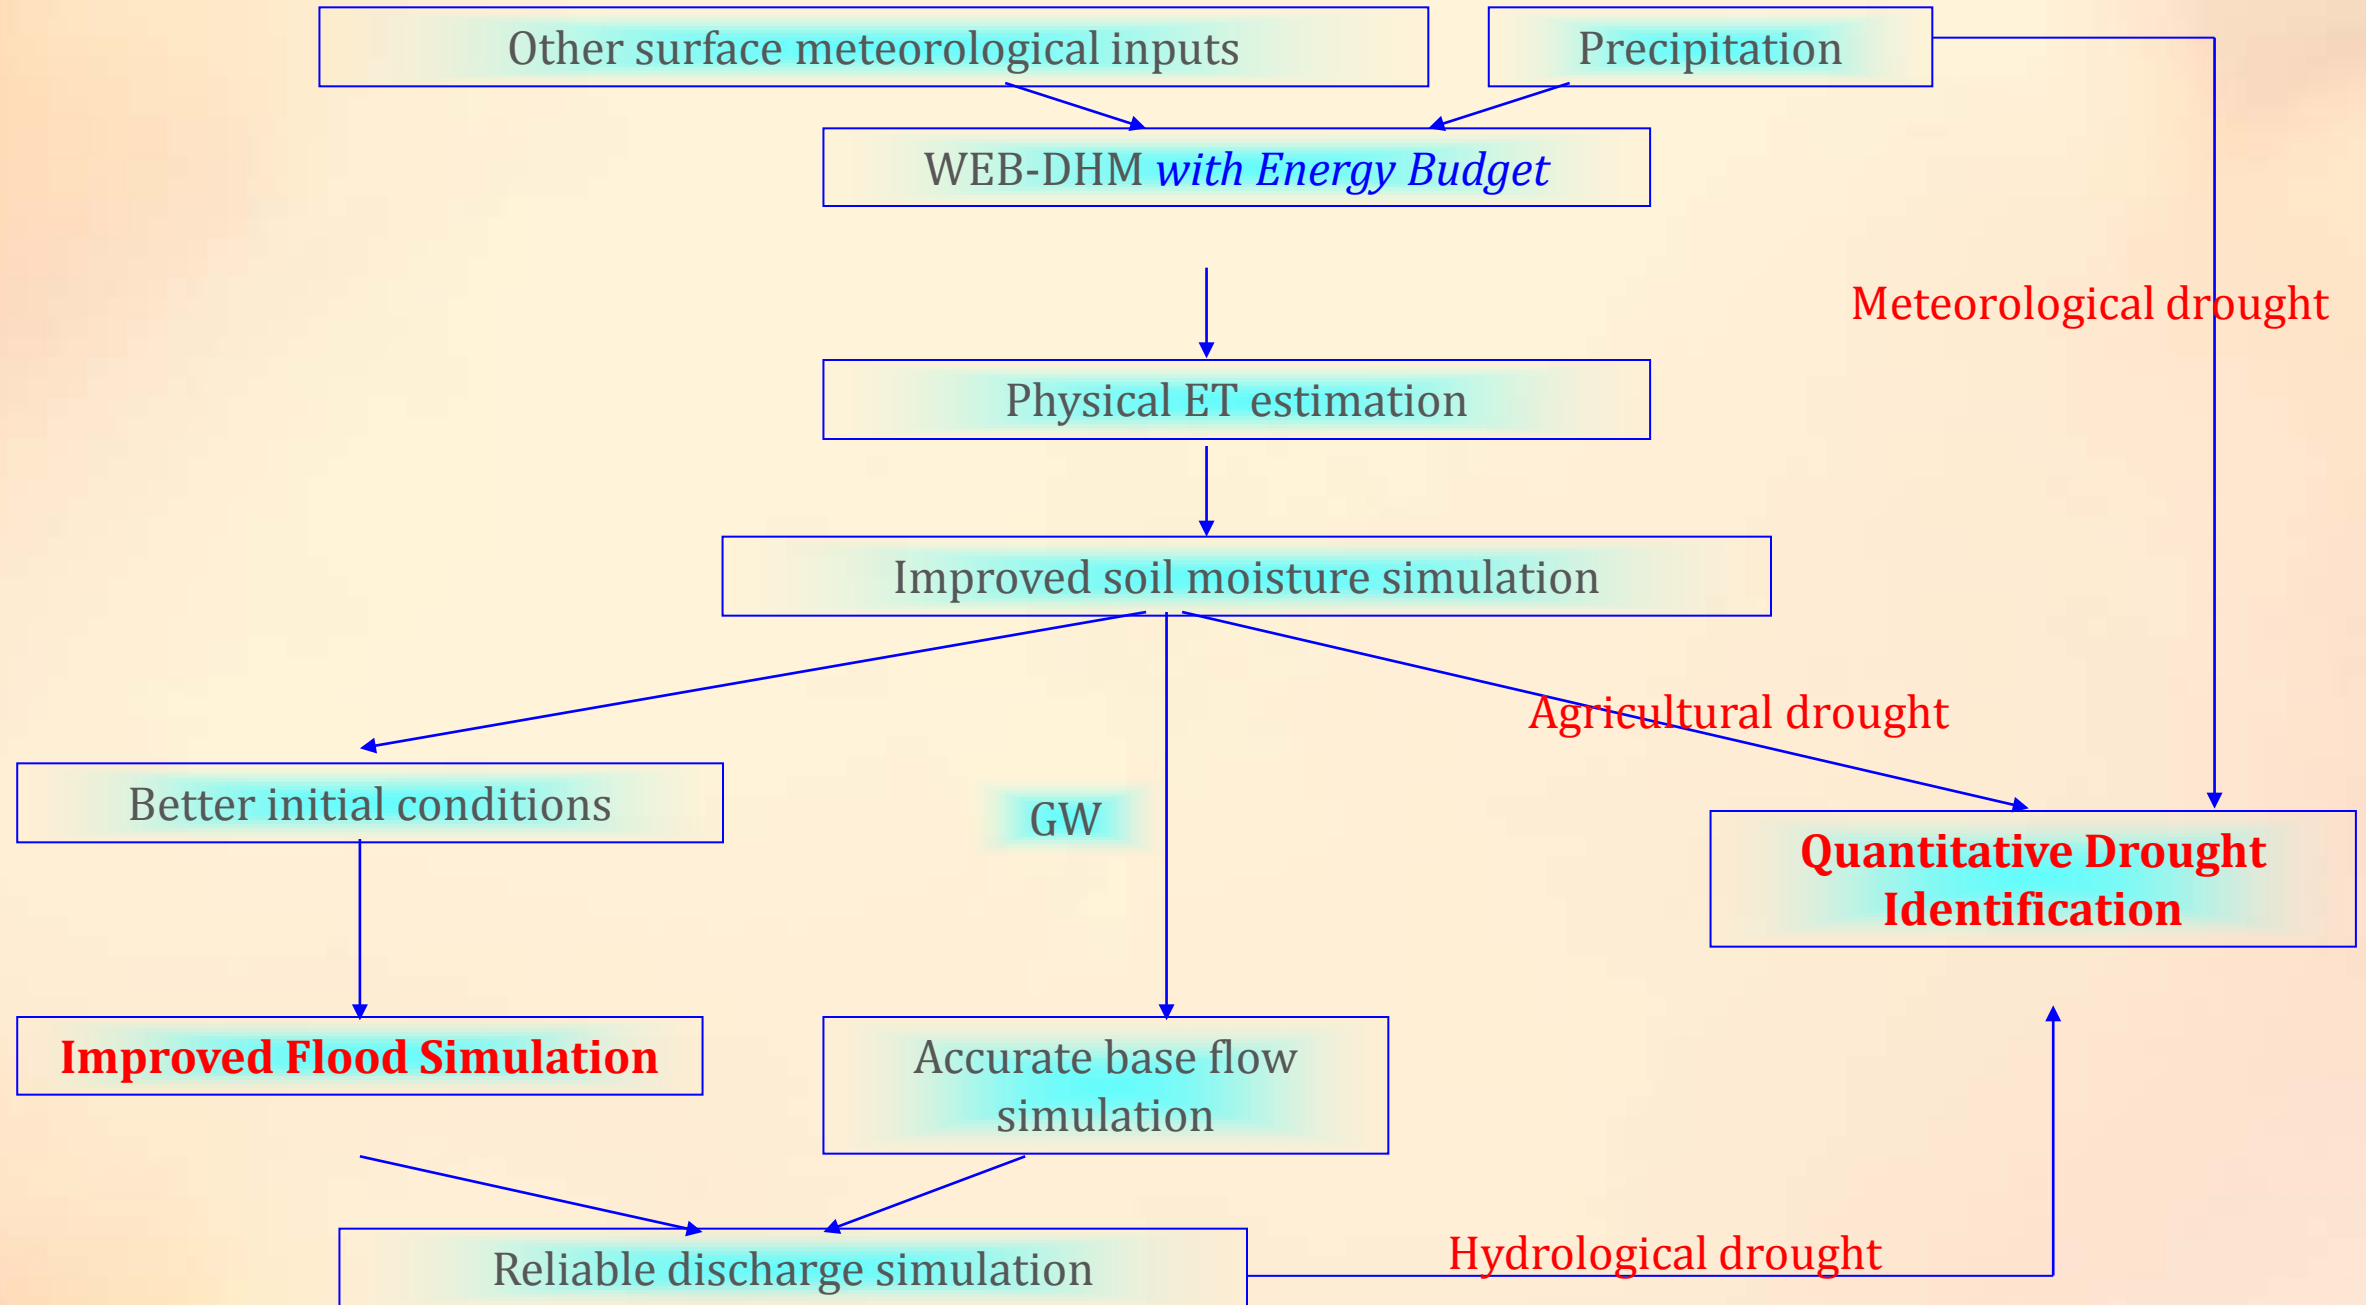 Other surface meteorological inputs
Precipitation
WEB-DHM with Energy Budget
Meteorological drought
Physical ET estimation
Improved soil moisture simulation
Agricultural drought
Better initial conditions
GW
Quantitative Drought
Identification
Improved Flood Simulation
Accurate base flow
simulation
Reliable discharge simulation
Hydrological drought